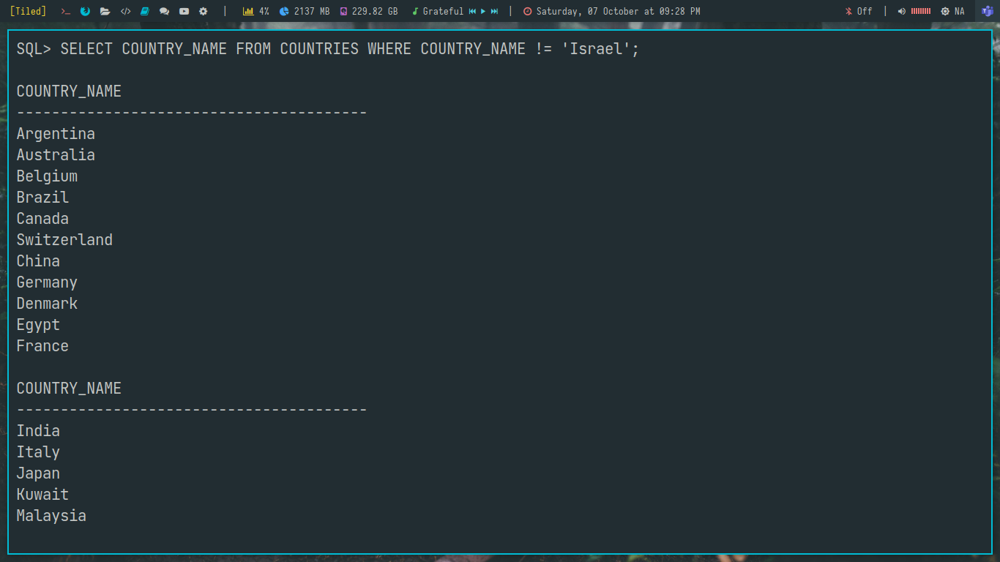 [Tiled] 4% 2137 MB 229.82 GB Grateful | Saturday, 07 October at 09:28 PM Off | NA
SQL> SELECT COUNTRY_NAME FROM COUNTRIES WHERE COUNTRY_NAME != 'Israel';
COUNTRY_NAME
----------------------------------------
Argentina
Australia
Belgium
Brazil
Canada
Switzerland
China
Germany
Denmark
Egypt
France
COUNTRY_NAME
----------------------------------------
India
Italy
Japan
Kuwait
Malaysia